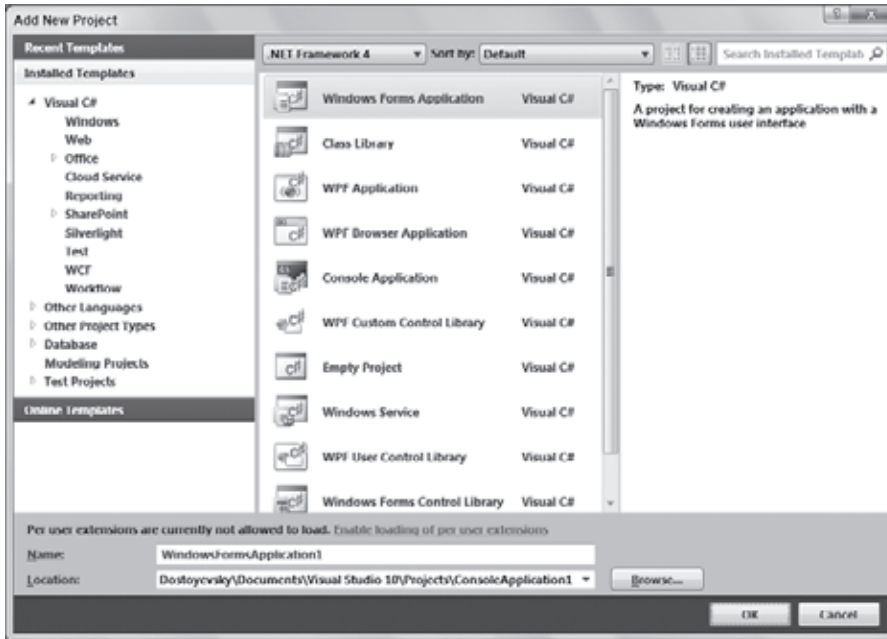 Add New Project
Recent Templates
Installed Templates
Visual C#
Windows
Web
Office
Cloud Service
Reporting
SharePoint
Silverlight
Test
WCF
Workflow
Other Languages
Other Project Types
Database
Modeling Projects
Test Projects
Online Templates
.NET Framework 4
Sort by: Default
Search Installed Templat
Windows Forms Application Visual C#
Class Library Visual C#
WPF Application Visual C#
WPF Browser Application Visual C#
Console Application Visual C#
WPF Custom Control Library Visual C#
Empty Project Visual C#
Windows Service Visual C#
WPF User Control Library Visual C#
Windows Forms Control Library Visual C#
Type: Visual C#
A project for creating an application with a
Windows Forms user interface
Per user extensions are currently not allowed to load. Enable loading of per user extensions
Name: WindowsFormsApplication1
Location: Dostoyevsky\Documents\Visual Studio 10\Projects\ConsoleApplication1
Browse...
OK Cancel